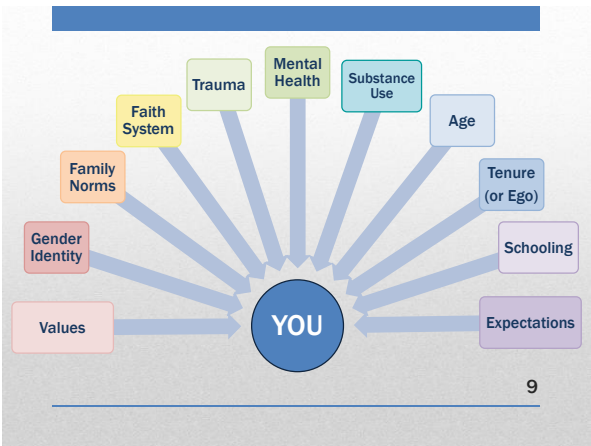 Values
Gender
Identity
Family
Norms
Faith
System
Trauma
Mental
Health
Substance
Use
Age
Tenure
(or Ego)
Schooling
Expectations
YOU
9